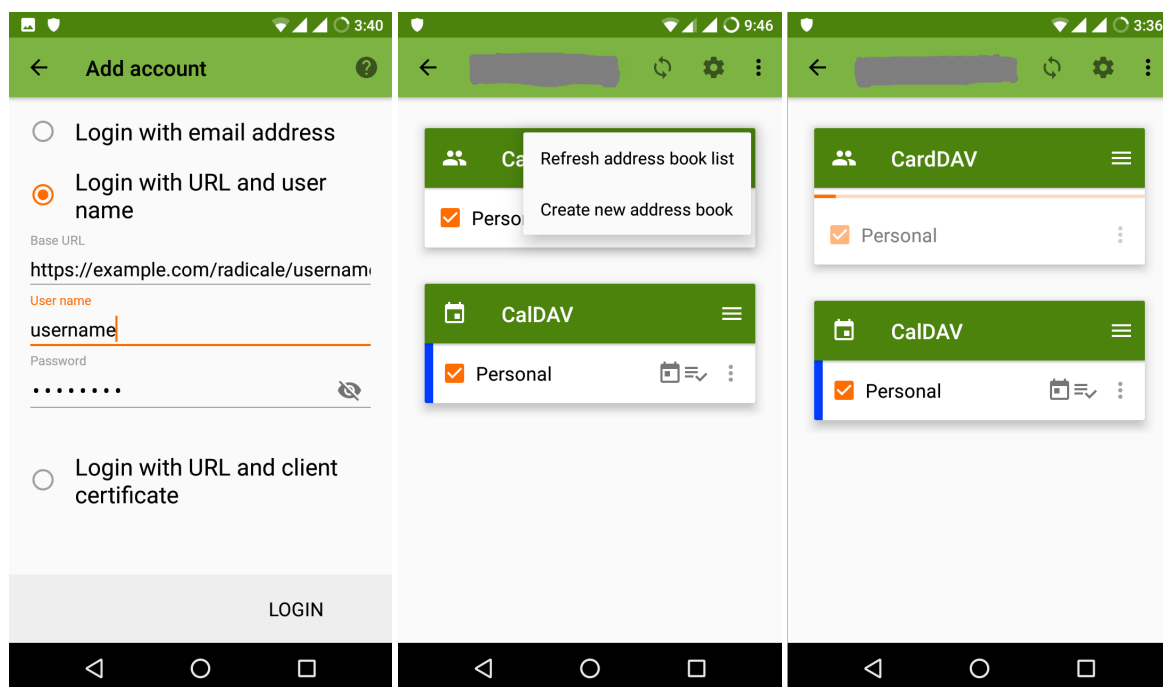 3:40
Add account
Login with email address
Login with URL and user
name
Base URL
https://example.com/radicale/usernam
User name
username
Password
Login with URL and client
certificate
LOGIN
9:46
Ca
Refresh address book list
Create new address book
Perso
CalDAV
Personal
3:36
CardDAV
Personal
CalDAV
Personal